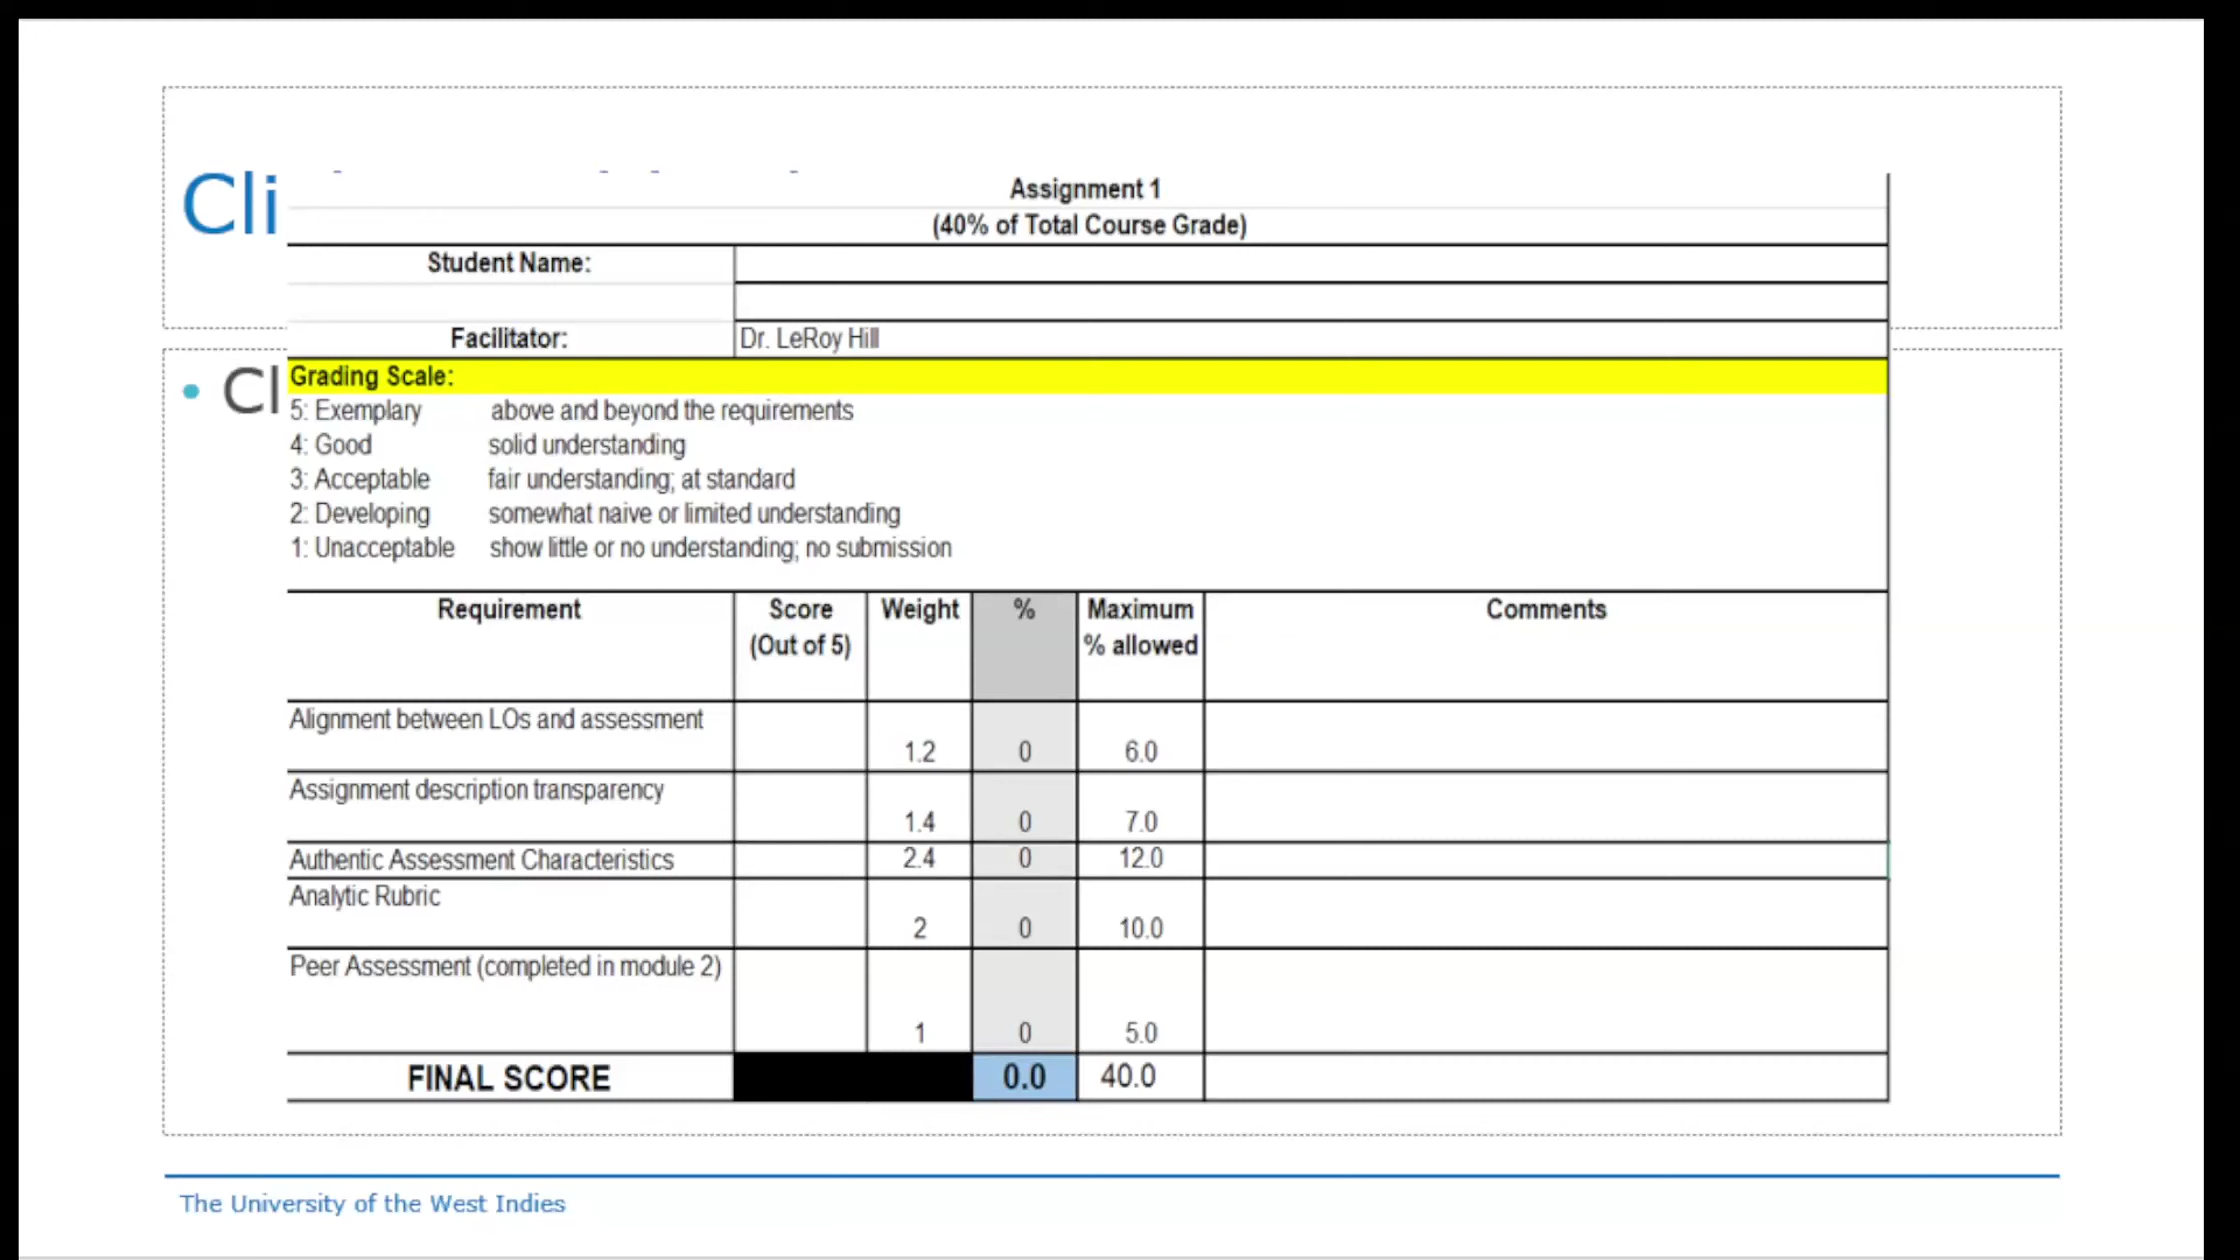 Cli
Assignment 1
(40% of Total Course Grade)
Student Name:
Facilitator: Dr. LeRoy Hill
• Cl
Grading Scale:
5: Exemplary above and beyond the requirements
4: Good solid understanding
3: Acceptable fair understanding; at standard
2: Developing somewhat naive or limited understanding
1: Unacceptable show little or no understanding; no submission
Requirement Score (Out of 5) Weight % Maximum % allowed Comments
Alignment between LOs and assessment 1.2 0 6.0
Assignment description transparency 1.4 0 7.0
Authentic Assessment Characteristics 2.4 0 12.0
Analytic Rubric 2 0 10.0
Peer Assessment (completed in module 2) 1 0 5.0
FINAL SCORE 0.0 40.0
The University of the West Indies